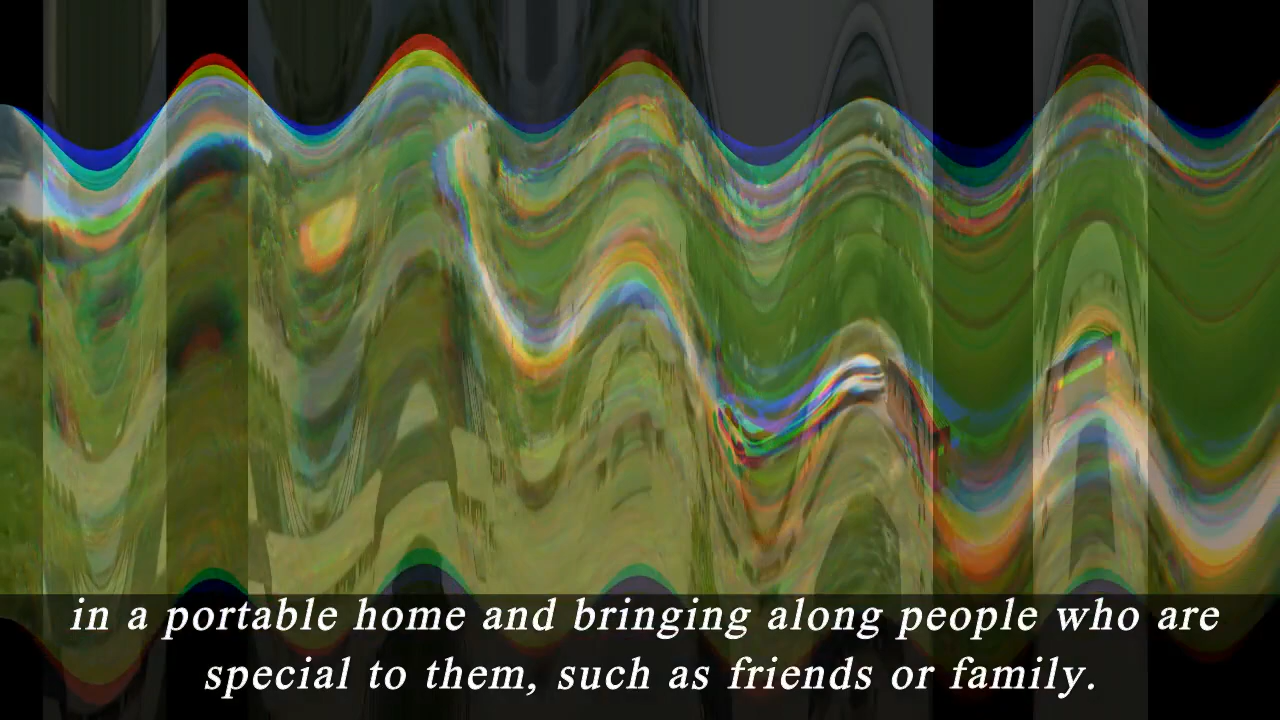 in a portable home and bringing along people who are
special to them, such as friends or family.